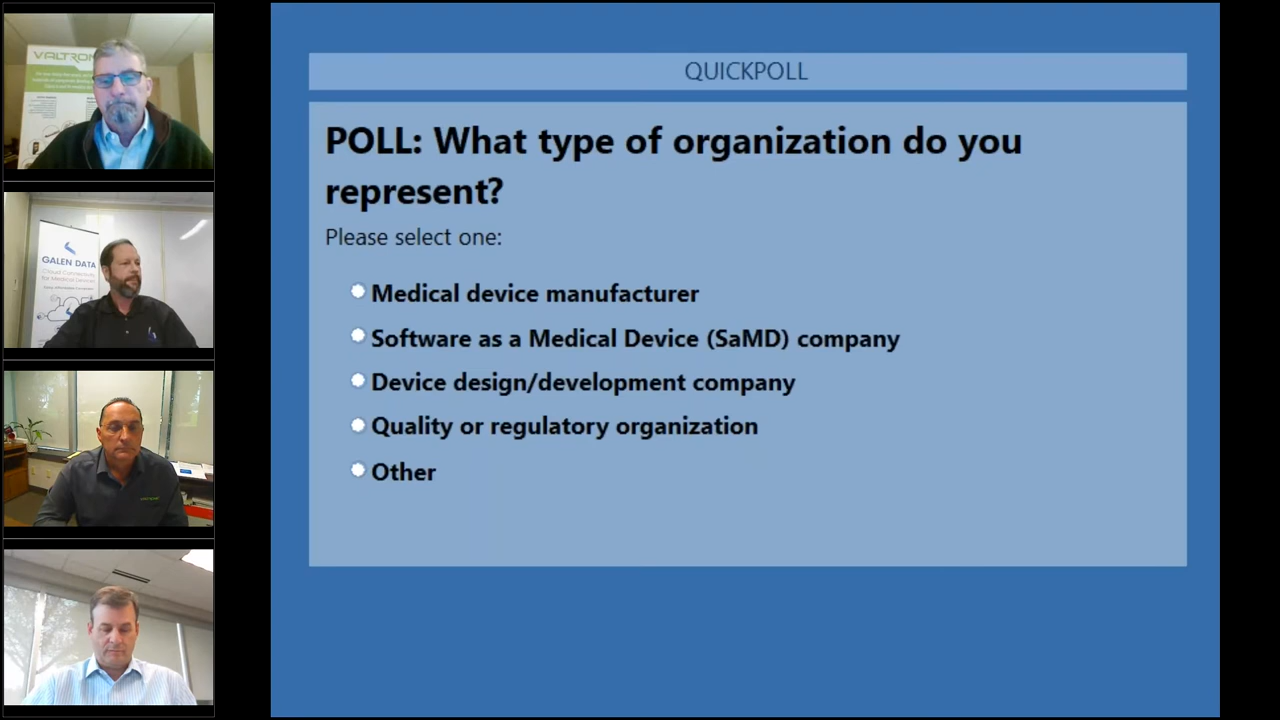 VALTRON
GALEN DATA
Cloud Connectivity
for Medical Devices
QUICKPOLL
POLL: What type of organization do you
represent?
Please select one:
Medical device manufacturer
Software as a Medical Device (SaMD) company
Device design/development company
Quality or regulatory organization
Other